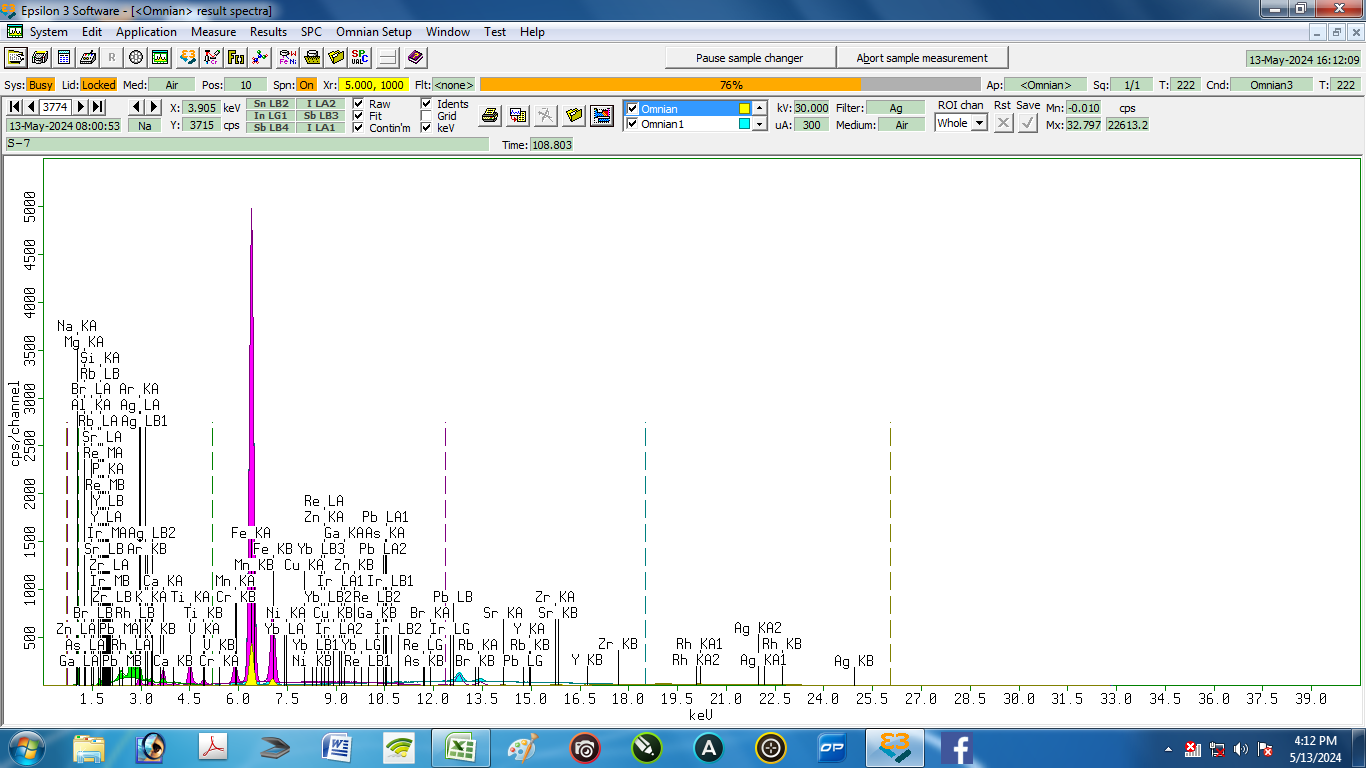 Epsilon 3 Software - [<Omnian> result spectra]
System Edit Application Measure Results SPC Omnian Setup Window Test Help
Pause sample changer Abort sample measurement 13-May-2024 16:12:09
Sys: Busy Lid: Locked Med: Air Pos: 10 Spn: On Xr: 5.000, 1000 Flt: <none> 76% Ap: <Omnian> Sq: 1/1 T: 222 Cnd: Omnian3 T: 222
3774 X: 3.905 keV Sn LB2 I LA2 Raw Idents Omnian kV: 30.000 Filter: Ag ROI chan Rst Save Mn: -0.010 cps
13-May-2024 08:00:53 Na Y: 3715 cps In LG1 Sb LB3 Fit Grid Omnian1 uA: 300 Medium: Air Whole Mx: 32.797 22613.2
Sb LB4 I LA1 Contin'm keV
S-7 Time: 108.803
5000
4500
4000
3500
3000
2500
2000
1500
1000
500
cps/channel
Na KA
Mg KA
Si KA
Rb LB
Br LA Ar KA
Al KA Ag LA
Rb LA Ag LB1
Sr LA
Re MA
P KA
Re MB
Y LB Re LA
Y LA Zn KA Pb LA1
Ir MA Ag LB2 Fe KA Ga KA As KA
Sr LB Ar KB Fe KB Yb LB3 Pb LA2
Zr LA Mn KB Cu KA Zn KB
Ir MB Ca KA Mn KA Ir LA1 Ir LB1
Zr LB K KA Ti KA Cr KB Yb LB2 Re LB2 Pb LB Zr KA
Br LB Rh LB Ti KB Ni KA Cu KB Ga KB Br KA Sr KA Sr KB
Zn LA Pb MA K KB V KA Yb LA Ir LA2 Ir LB2 Ir LG Y KA Ag KA2
As LA Rh LA V KB Yb LB1 Yb LG Re LG Rb KA Rb KB Zr KB Rh KA1 Rh KB
Ga LA Pb MB Ca KB Cr KA Ni KB Re LB1 As KB Br KB Pb LG Y KB Rh KA2 Ag KA1 Ag KB
1.5 3.0 4.5 6.0 7.5 9.0 10.5 12.0 13.5 15.0 16.5 18.0 19.5 21.0 22.5 24.0 25.5 27.0 28.5 30.0 31.5 33.0 34.5 36.0 37.5 39.0
keV
4:12 PM
5/13/2024